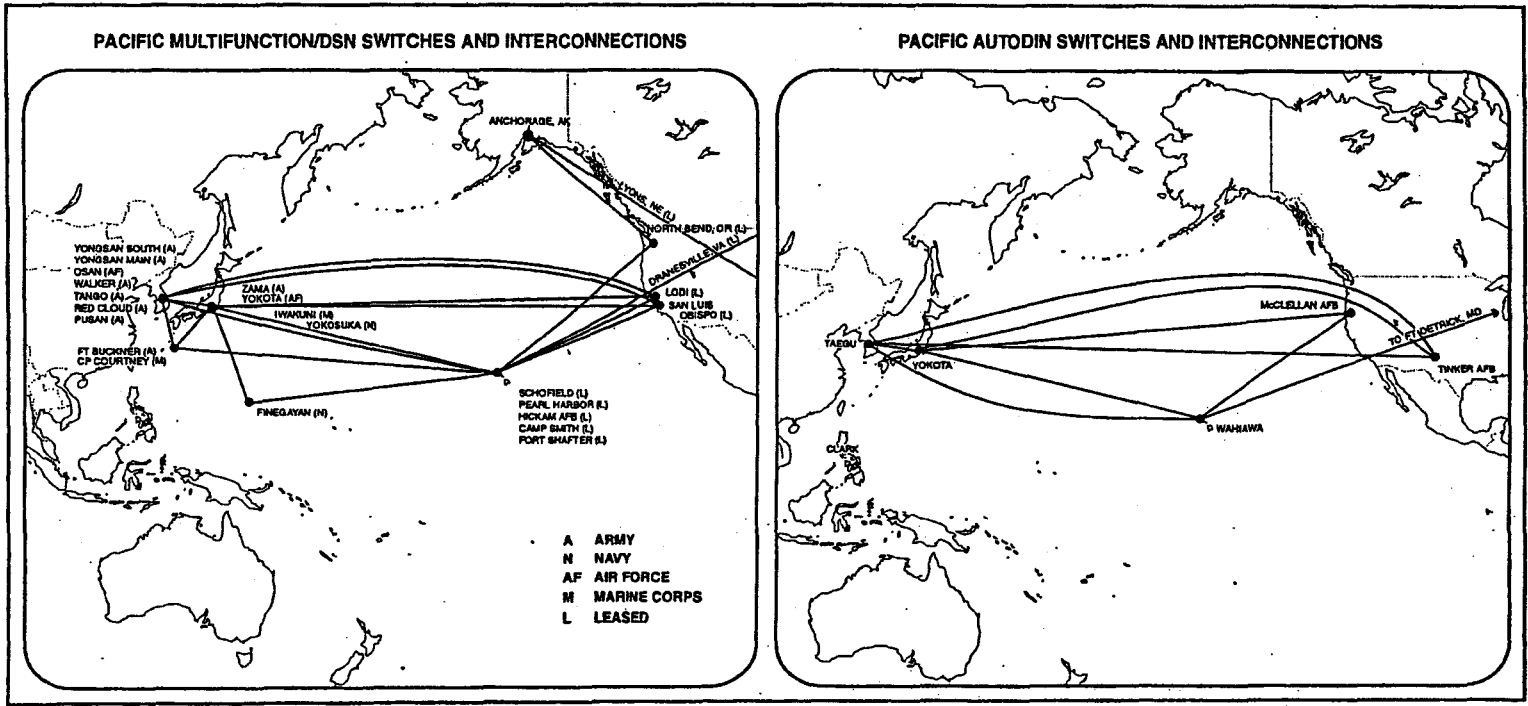 PACIFIC MULTIFUNCTION/DSN SWITCHES AND INTERCONNECTIONS
ANCHORAGE, AK
LYONS, NE (L)
NORTH BEND, OR (L)
DRANESVILLE, VA (L)
YONGSAN SOUTH (A)
YONGSAN MAIN (A)
OSAN (AF)
WALKER (A)
TANGO (A)
RED CLOUD (A)
PUSAN (A)
ZAMA (A)
YOKOTA (AF)
IWAKUNI (M)
YOKOSUKA (N)
LODI (L)
SAN LUIS
OBISPO (L)
FT BUCKNER (A)
CP COURTNEY (M)
FINEGAYAN (N)
SCHOFIELD (L)
PEARL HARBOR (L)
HICKAM AFB (L)
CAMP SMITH (L)
FORT SHAFTER (L)
A ARMY
N NAVY
AF AIR FORCE
M MARINE CORPS
L LEASED
PACIFIC AUTODIN SWITCHES AND INTERCONNECTIONS
McCLELLAN AFB
TO FT DETRICK, MD
TAEGU
YOKOTA
TINKER AFB
WAHIAWA
CLARK